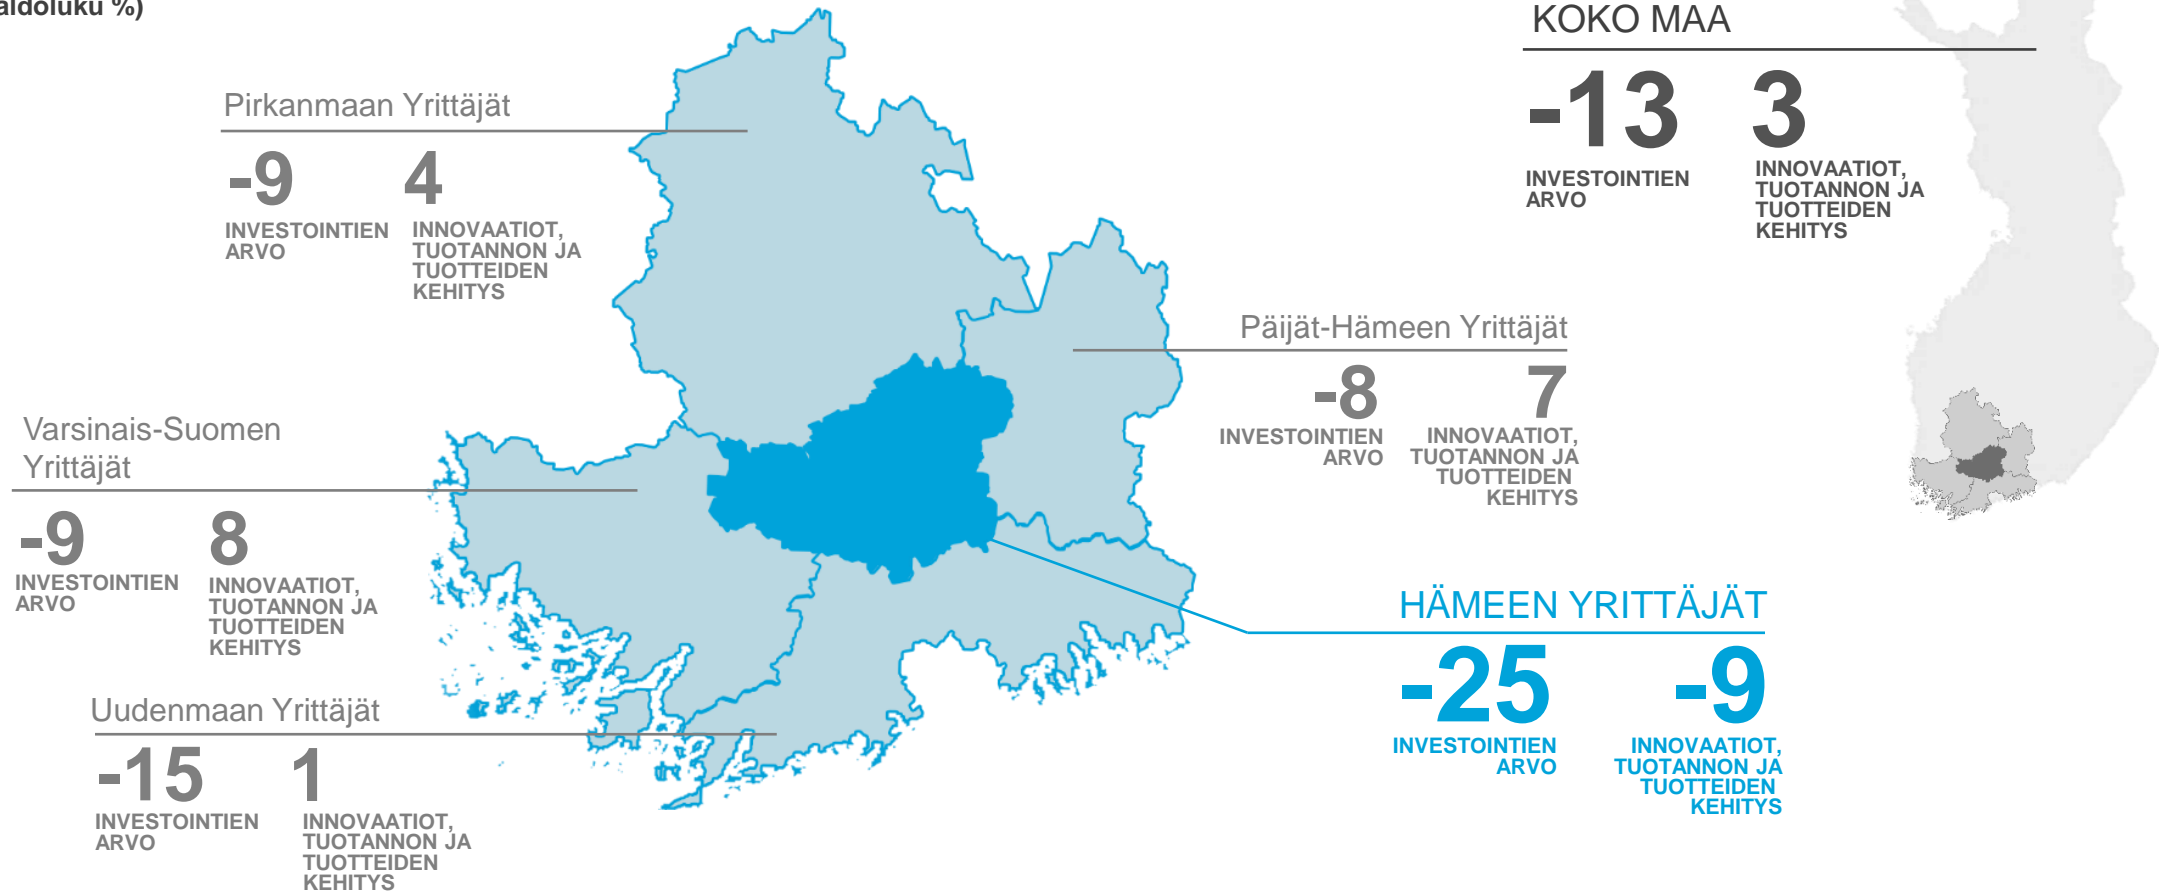 %)
KOKO MAA
-13 3
INVESTOINTIEN
ARVO
INNOVAATIOT,
TUOTANNON JA
TUOTTEIDEN
KEHITYS
Pirkanmaan Yrittäjät
-9 4
INVESTOINTIEN
ARVO
INNOVAATIOT,
TUOTANNON JA
TUOTTEIDEN
KEHITYS
Päijät-Hämeen Yrittäjät
-8 7
INVESTOINTIEN
ARVO
INNOVAATIOT,
TUOTANNON JA
TUOTTEIDEN
KEHITYS
Varsinais-Suomen
Yrittäjät
-9 8
INVESTOINTIEN
ARVO
INNOVAATIOT,
TUOTANNON JA
TUOTTEIDEN
KEHITYS
HÄMEEN YRITTÄJÄT
-25 -9
INVESTOINTIEN
ARVO
INNOVAATIOT,
TUOTANNON JA
TUOTTEIDEN
KEHITYS
Uudenmaan Yrittäjät
-15 1
INVESTOINTIEN
ARVO
INNOVAATIOT,
TUOTANNON JA
TUOTTEIDEN
KEHITYS